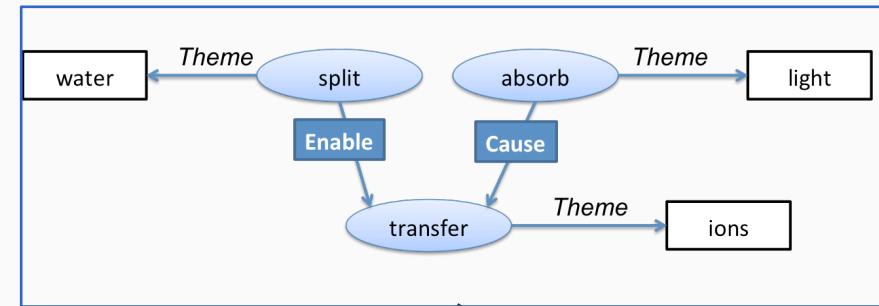 Theme
Theme
water
split
absorb
light
Enable
Cause
Theme
transfer
ions